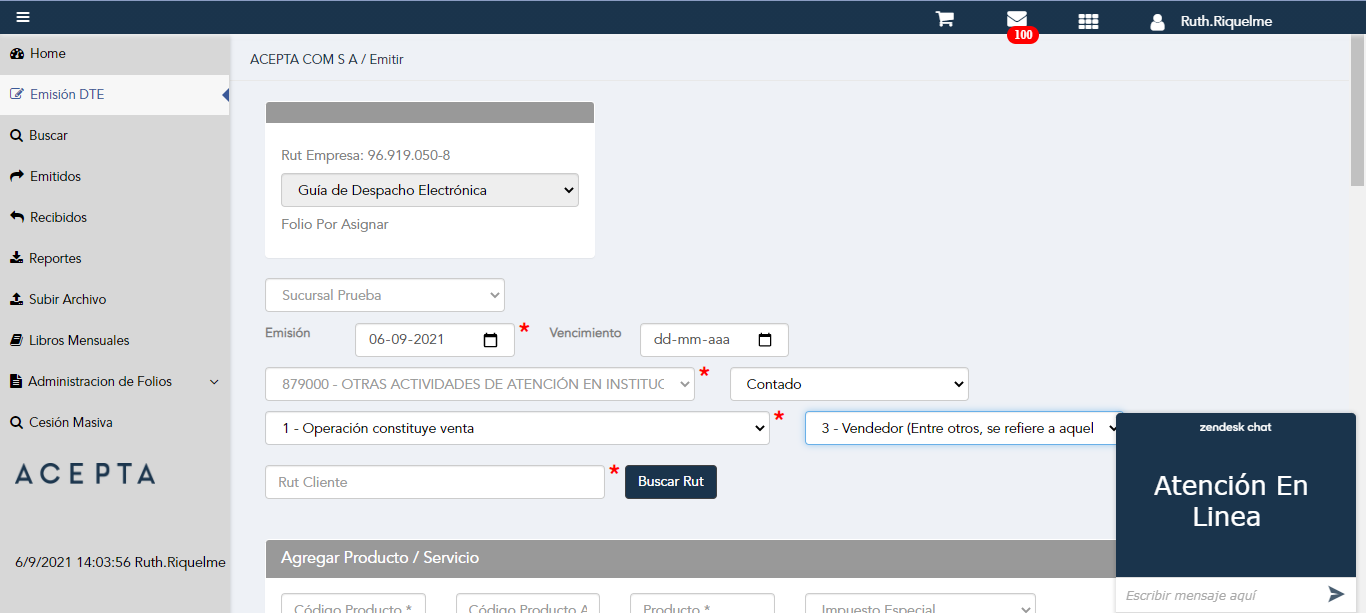 100
Ruth.Riquelme
Home
Emisión DTE
Buscar
Emitidos
Recibidos
Reportes
Subir Archivo
Libros Mensuales
Administracion de Folios
Cesión Masiva
ACEPTA
6/9/2021 14:03:56 Ruth.Riquelme
ACEPTA COM S A / Emitir
Rut Empresa: 96.919.050-8
Guía de Despacho Electrónica
Folio Por Asignar
Sucursal Prueba
Emisión 06-09-2021 * Vencimiento dd-mm-aaa
879000 - OTRAS ACTIVIDADES DE ATENCIÓN EN INSTITUC * Contado
1 - Operación constituye venta * 3 - Vendedor (Entre otros, se refiere a aquel
Rut Cliente * Buscar Rut
Agregar Producto / Servicio
Código Producto * Código Producto A Producto * Impuesto Especial
zendesk chat
Atención En
Linea
Escribir mensaje aquí